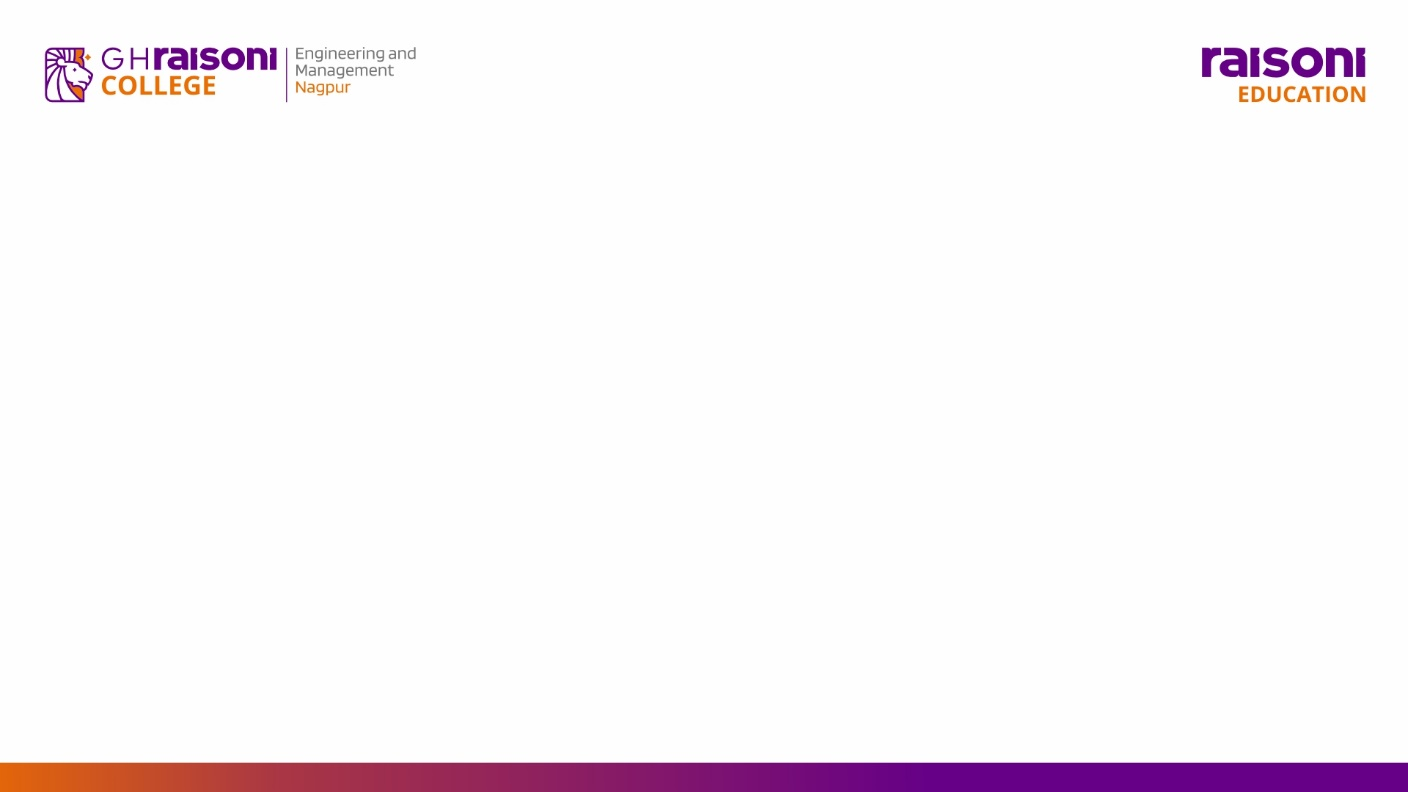 GHraisoni
COLLEGE
Engineering and
Management
Nagpur
raisoni
EDUCATION